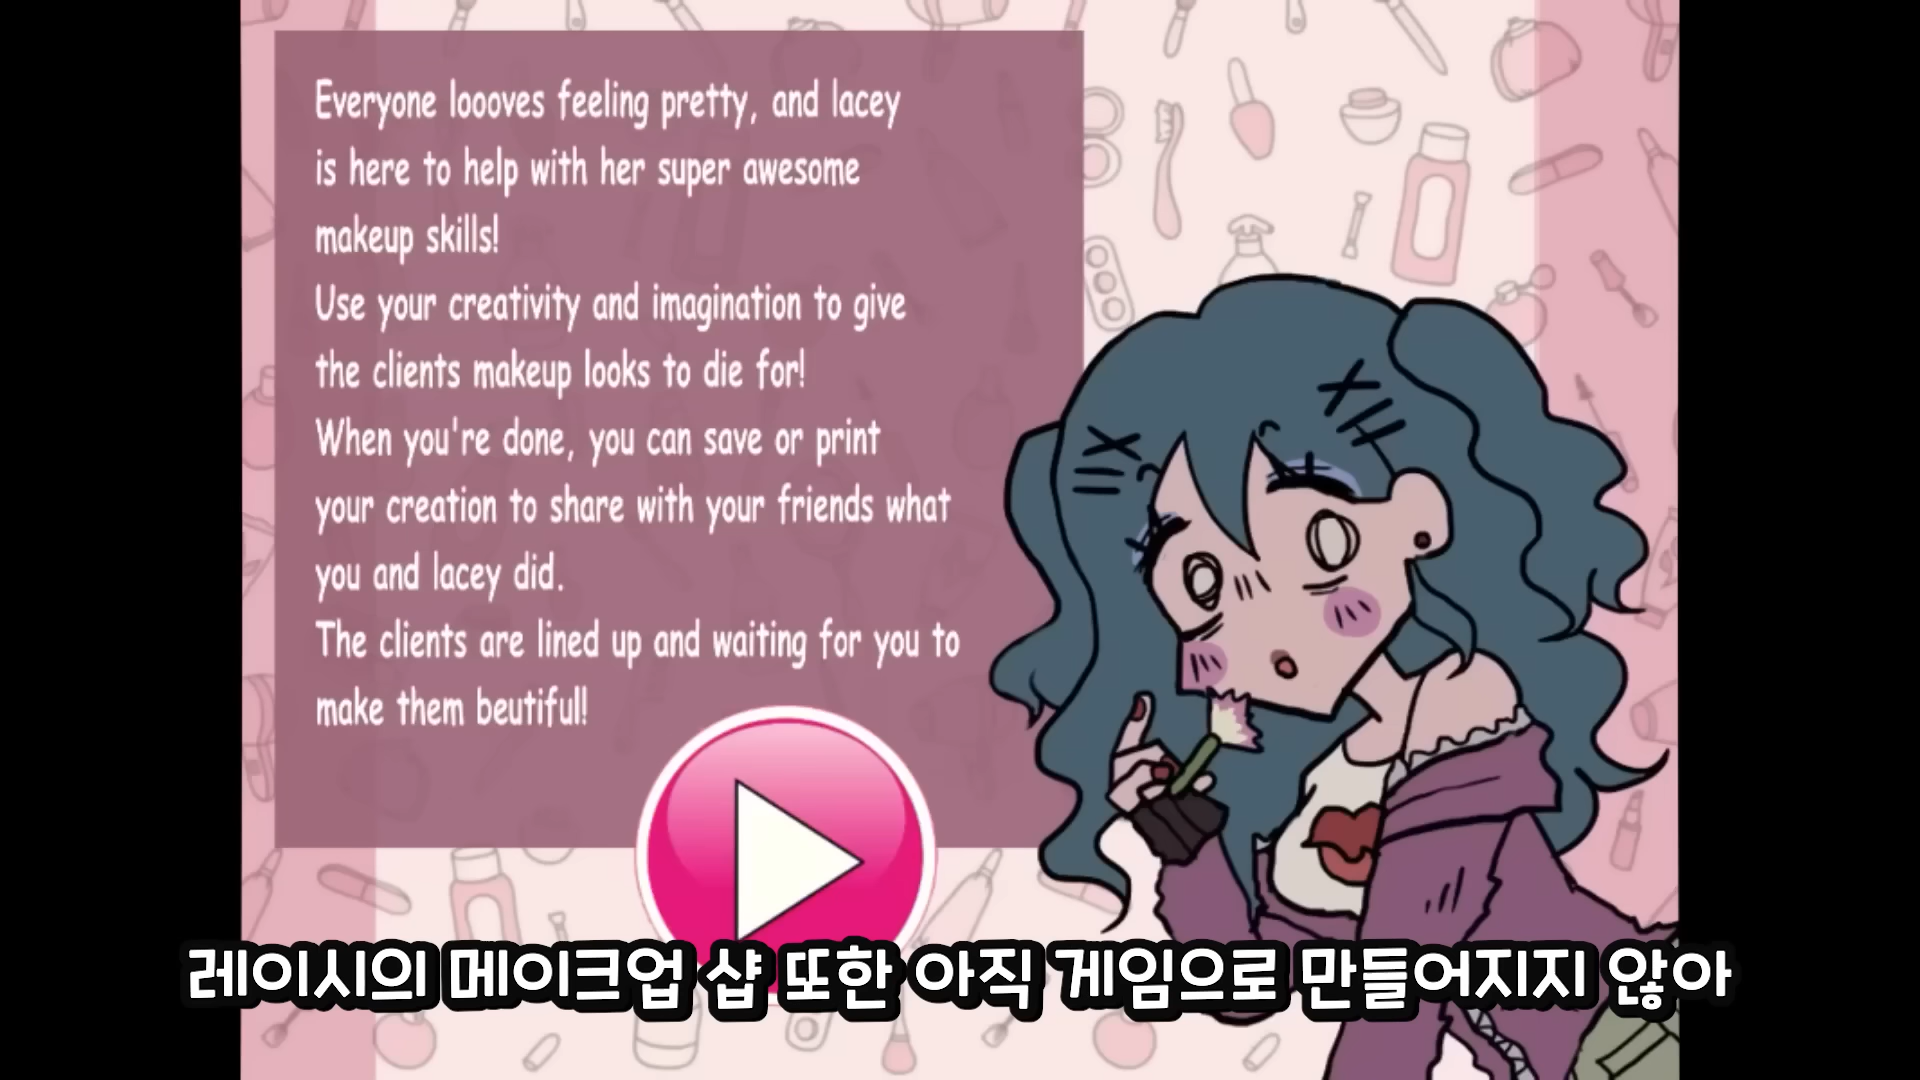 Everyone loooves feeling pretty, and lacey
is here to help with her super awesome
makeup skills!
Use your creativity and imagination to give
the clients makeup looks to die for!
When you're done, you can save or print
your creation to share with your friends what
you and lacey did.
The clients are lined up and waiting for you to
make them beutiful!
레이시의 메이크업 샵 또한 아직 게임으로 만들어지지 않아